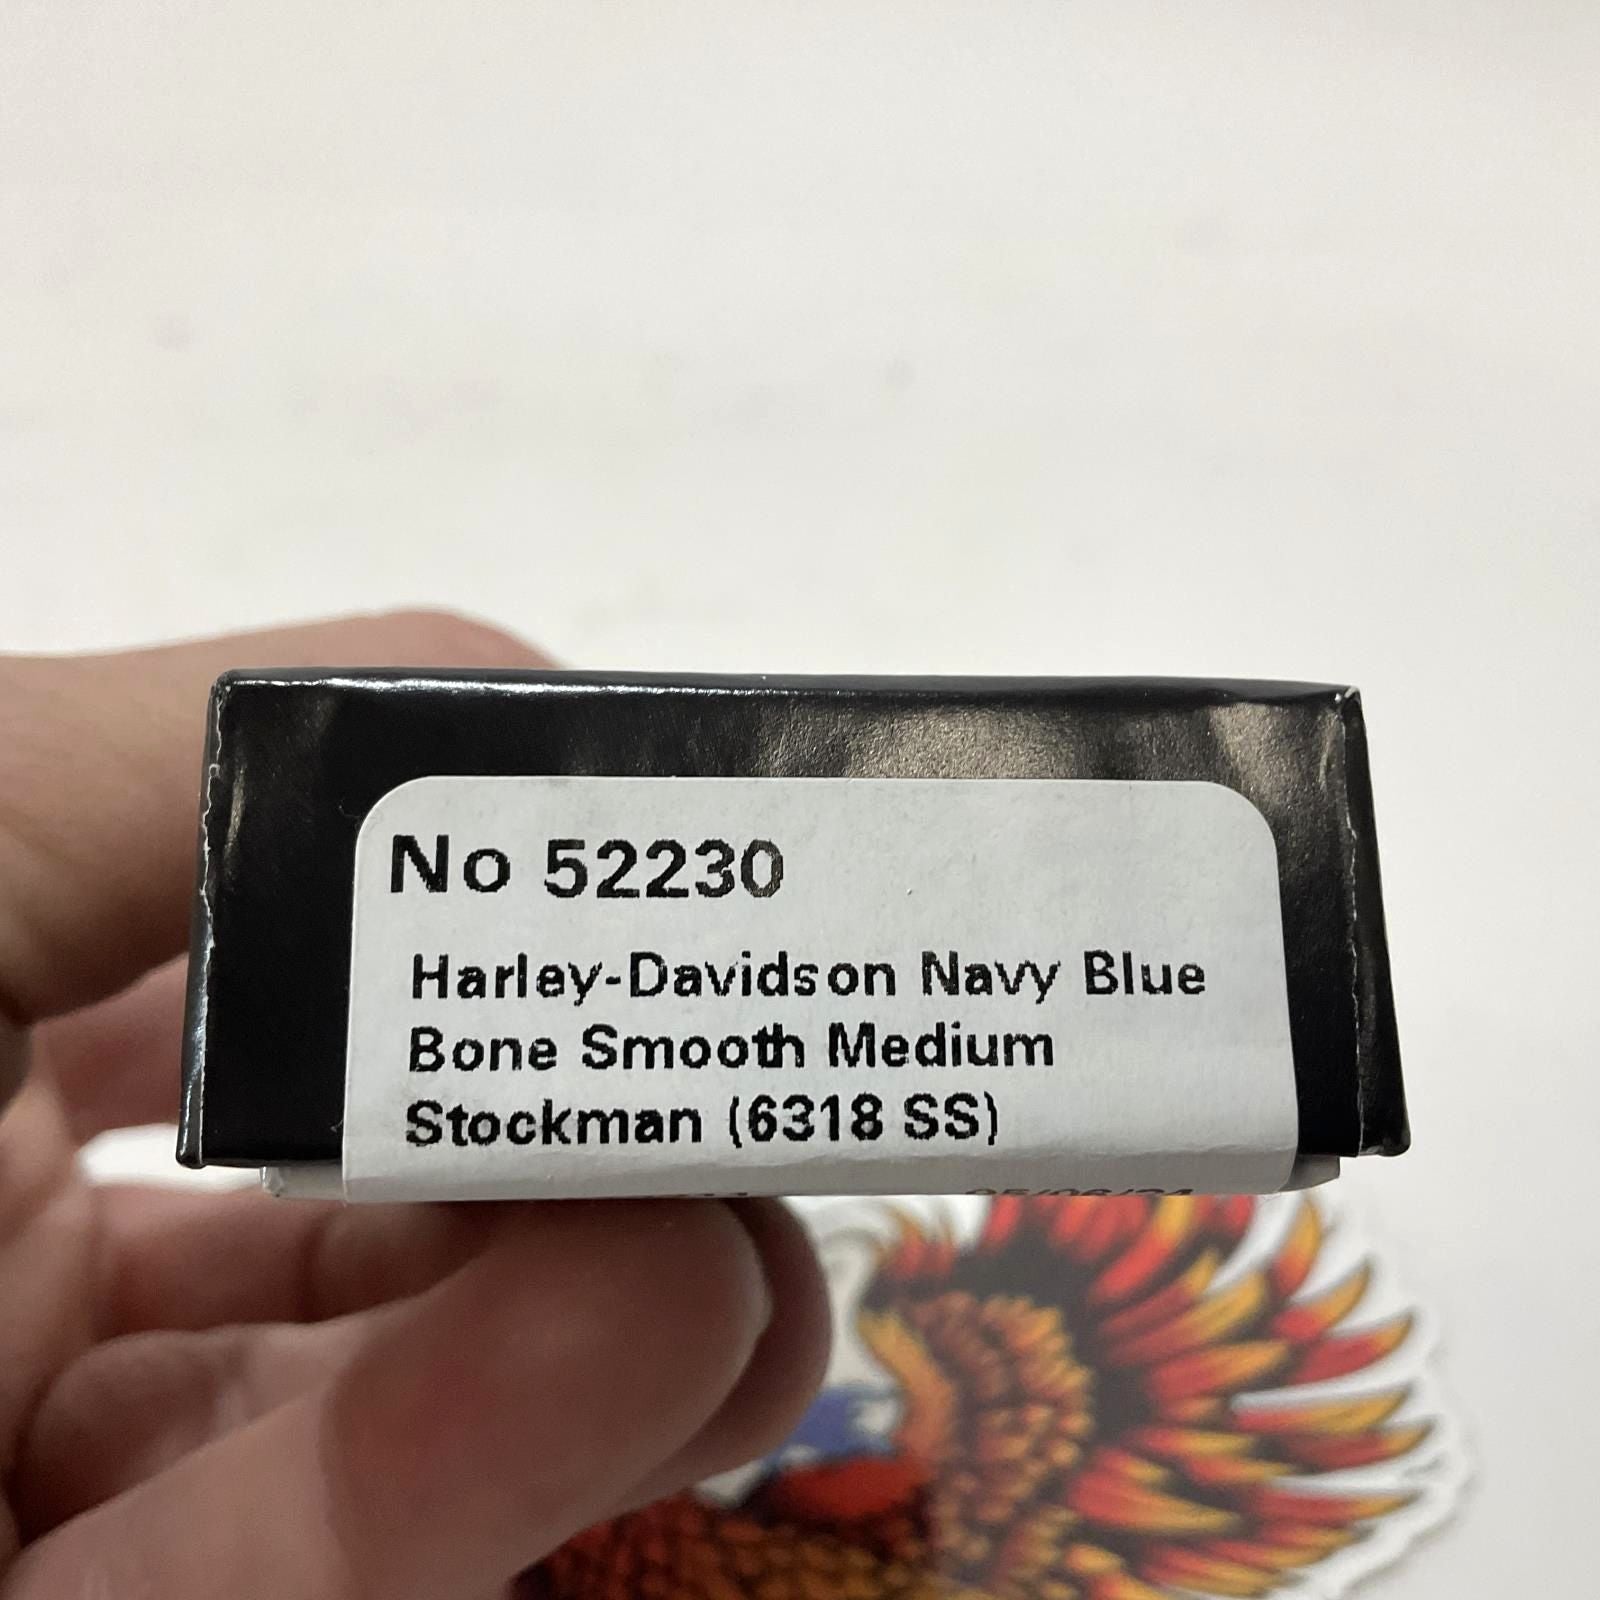 No 52230
Harley-Davidson Navy Blue
Bone Smooth Medium
Stockman (6318 SS)